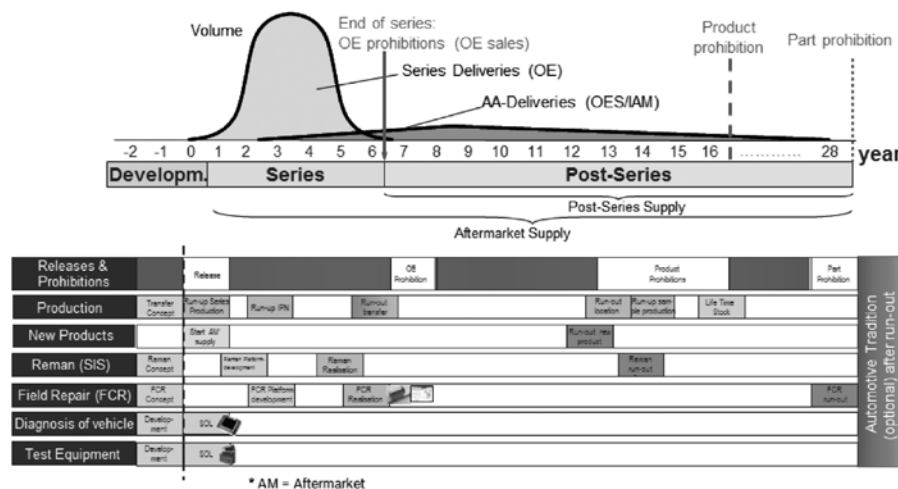 Volume
End of series:
OE prohibitions (OE sales)
Product
prohibition
Part prohibition
Series Deliveries (OE)
AA-Deliveries (OES/IAM)
-2 -1 0 1 2 3 4 5 6 7 8 9 10 11 12 13 14 15 16 ............ 28 year
Developm. Series Post-Series
Post-Series Supply
Aftermarket Supply
Releases &
Prohibitions
Release
OE
Prohibition
Product
Prohibitions
Part
Prohibition
Production
Transfer
Concept
Run-up Series
Production
Run-up IPN
Run-out
transfer
Run-out
location
Run-up sam-
ple production
Life Time
Stock
New Products
Start AM*
supply
Run-out new
product
Reman (SIS)
Reman
Concept
Reman Platform
development
Reman
Realisation
Reman
run-out
Field Repair (FCR)
FCR
Concept
FCR Platform
development
FCR
Realisation
FCR
run-out
Diagnosis of vehicle
Develop-
ment
SOL
Test Equipment
Develop-
ment
SOL
Automotive Tradition
(optional) after run-out
* AM = Aftermarket